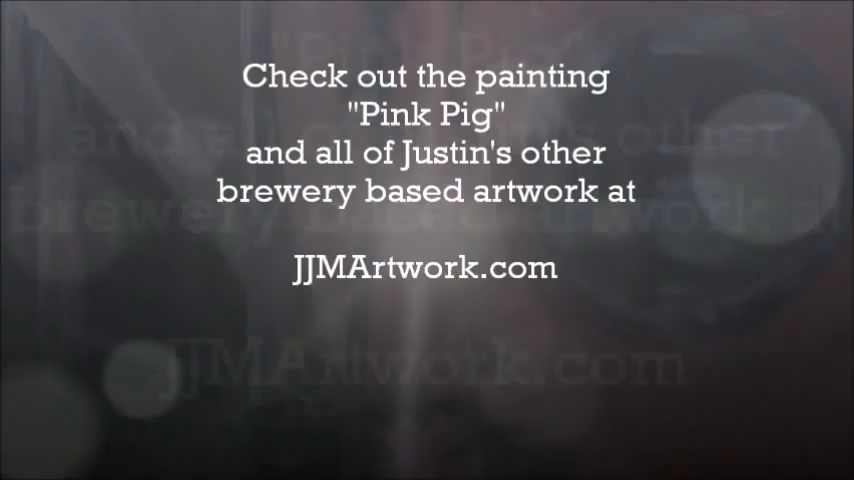 Check out the painting
"Pink Pig"
and all of Justin's other
brewery based artwork at
JJMArtwork.com